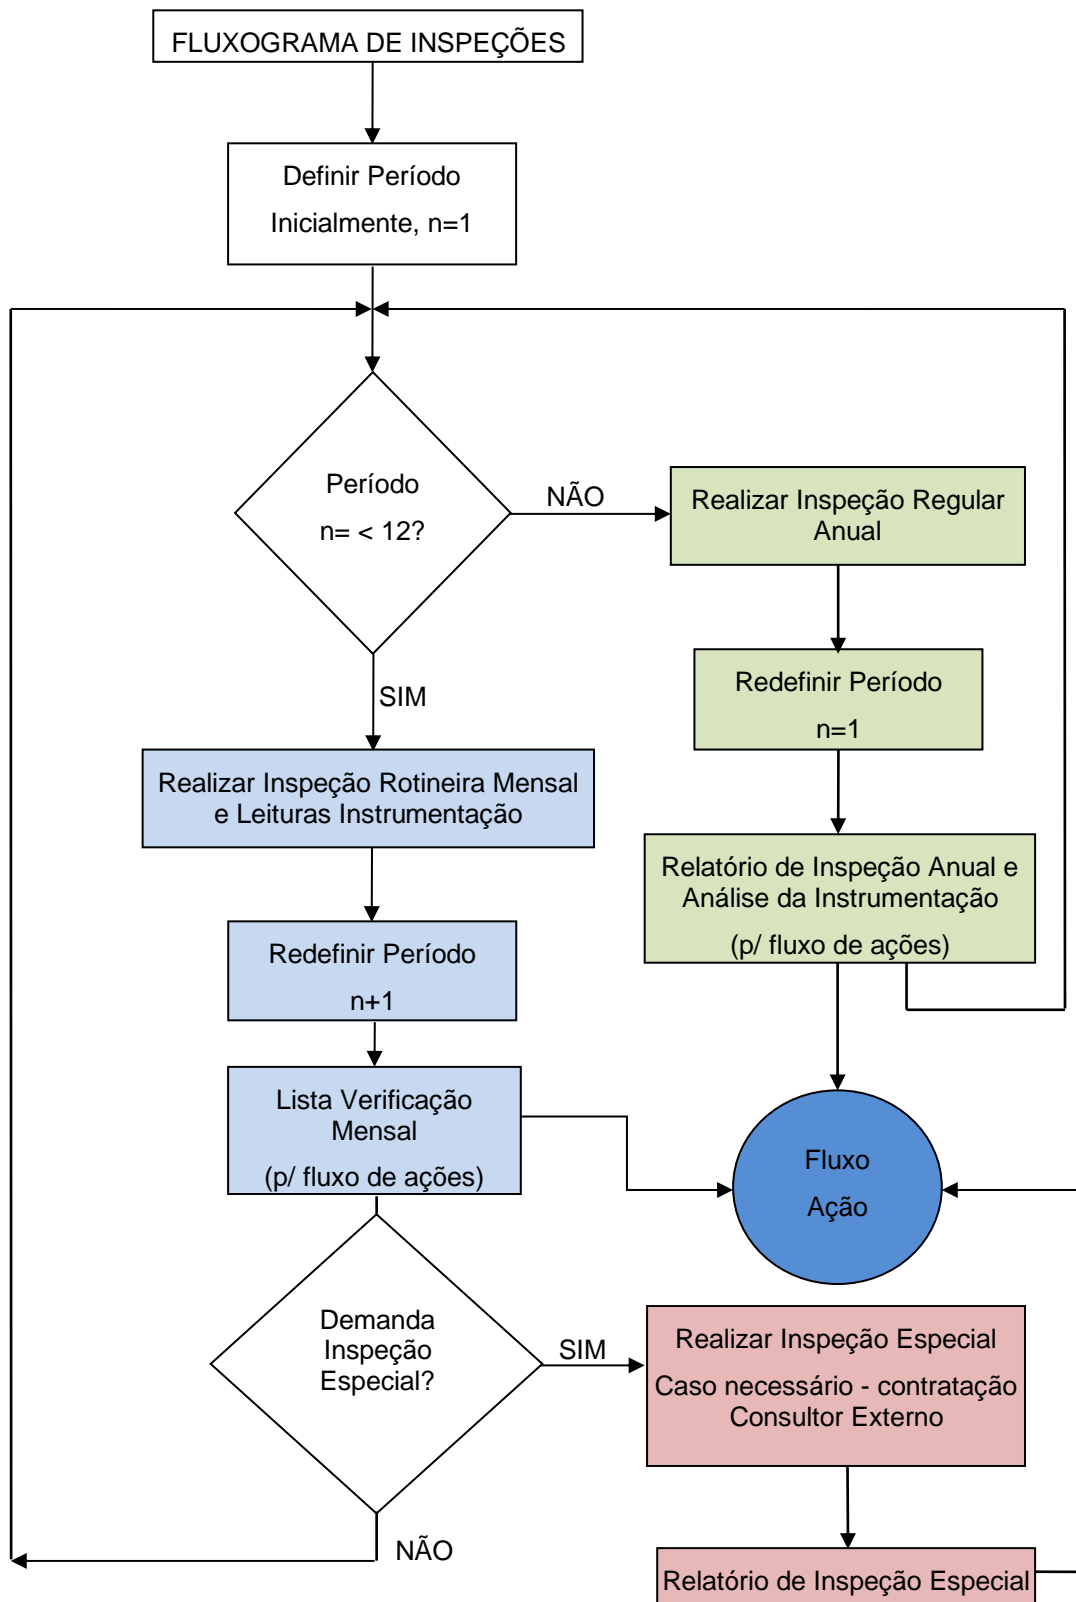 FLUXOGRAMA DE INSPEÇÕES
Definir Período
Inicialmente, n=1
Período
n= < 12?
NÃO
Realizar Inspeção Regular
Anual
Redefinir Período
n=1
Relatório de Inspeção Anual e
Análise da Instrumentação
(p/ fluxo de ações)
SIM
Realizar Inspeção Rotineira Mensal
e Leituras Instrumentação
Redefinir Período
n+1
Lista Verificação
Mensal
(p/ fluxo de ações)
Fluxo
Ação
Demanda
Inspeção
Especial?
SIM
Realizar Inspeção Especial
Caso necessário - contratação
Consultor Externo
NÃO
Relatório de Inspeção Especial